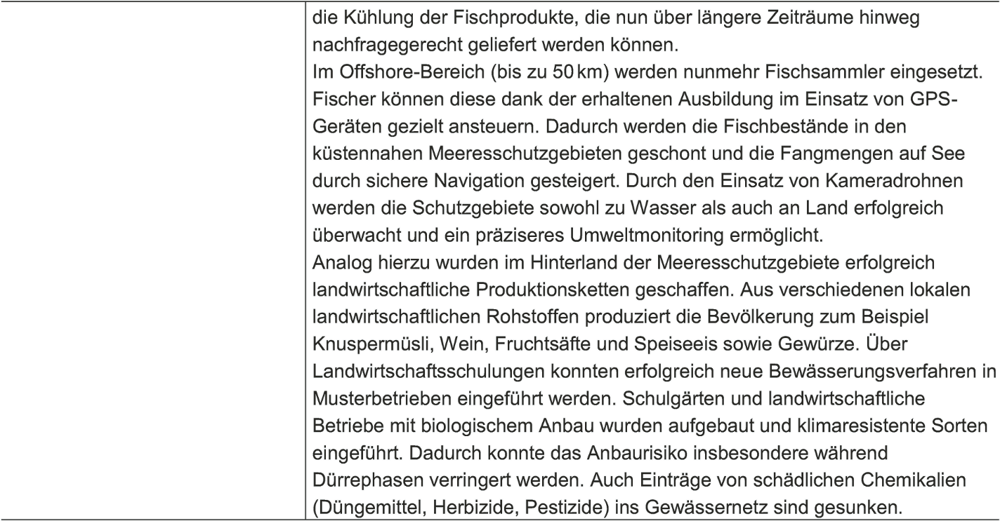 die Kühlung der Fischprodukte, die nun über längere Zeiträume hinweg
nachfragegerecht geliefert werden können.
Im Offshore-Bereich (bis zu 50 km) werden nunmehr Fischsammler eingesetzt.
Fischer können diese dank der erhaltenen Ausbildung im Einsatz von GPS-
Geräten gezielt ansteuern. Dadurch werden die Fischbestände in den
küstennahen Meeresschutzgebieten geschont und die Fangmengen auf See
durch sichere Navigation gesteigert. Durch den Einsatz von Kameradrohnen
werden die Schutzgebiete sowohl zu Wasser als auch an Land erfolgreich
überwacht und ein präziseres Umweltmonitoring ermöglicht.
Analog hierzu wurden im Hinterland der Meeresschutzgebiete erfolgreich
landwirtschaftliche Produktionsketten geschaffen. Aus verschiedenen lokalen
landwirtschaftlichen Rohstoffen produziert die Bevölkerung zum Beispiel
Knuspermüsli, Wein, Fruchtsäfte und Speiseeis sowie Gewürze. Über
Landwirtschaftsschulungen konnten erfolgreich neue Bewässerungsverfahren in
Musterbetrieben eingeführt werden. Schulgärten und landwirtschaftliche
Betriebe mit biologischem Anbau wurden aufgebaut und klimaresistente Sorten
eingeführt. Dadurch konnte das Anbaurisiko insbesondere während
Dürrephasen verringert werden. Auch Einträge von schädlichen Chemikalien
(Düngemittel, Herbizide, Pestizide) ins Gewässernetz sind gesunken.